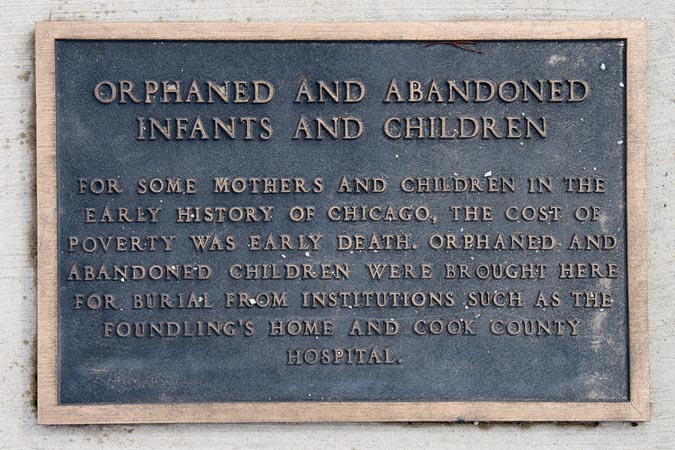 ORPHANED AND ABANDONED
INFANTS AND CHILDREN
FOR SOME MOTHERS AND CHILDREN IN THE
EARLY HISTORY OF CHICAGO, THE COST OF
POVERTY WAS EARLY DEATH. ORPHANED AND
ABANDONED CHILDREN WERE BROUGHT HERE
FOR BURIAL FROM INSTITUTIONS SUCH AS THE
FOUNDLING'S HOME AND COOK COUNTY
HOSPITAL.